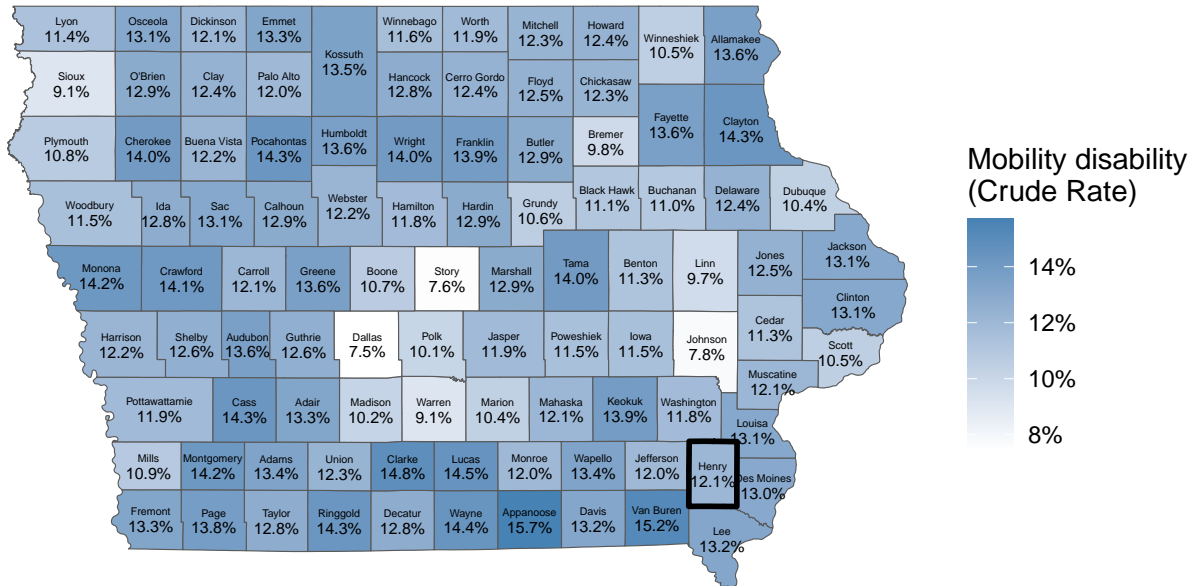 Lyon
11.4%
Osceola
13.1%
Dickinson
12.1%
Emmet
13.3%
Kossuth
13.5%
Winnebago
11.6%
Worth
11.9%
Mitchell
12.3%
Howard
12.4%
Winneshiek
10.5%
Allamakee
13.6%
Sioux
9.1%
O'Brien
12.9%
Clay
12.4%
Palo Alto
12.0%
Hancock
12.8%
Cerro Gordo
12.4%
Floyd
12.5%
Chickasaw
12.3%
Fayette
13.6%
Clayton
14.3%
Plymouth
10.8%
Cherokee
14.0%
Buena Vista
12.2%
Pocahontas
14.3%
Humboldt
13.6%
Wright
14.0%
Franklin
13.9%
Butler
12.9%
Bremer
9.8%
Woodbury
11.5%
Ida
12.8%
Sac
13.1%
Calhoun
12.9%
Webster
12.2%
Hamilton
11.8%
Hardin
12.9%
Grundy
10.6%
Black Hawk
11.1%
Buchanan
11.0%
Delaware
12.4%
Dubuque
10.4%
Monona
14.2%
Crawford
14.1%
Carroll
12.1%
Greene
13.6%
Boone
10.7%
Story
7.6%
Marshall
12.9%
Tama
14.0%
Benton
11.3%
Linn
9.7%
Jones
12.5%
Jackson
13.1%
Clinton
13.1%
Harrison
12.2%
Shelby
12.6%
Audubon
13.6%
Guthrie
12.6%
Dallas
7.5%
Polk
10.1%
Jasper
11.9%
Poweshiek
11.5%
Iowa
11.5%
Johnson
7.8%
Cedar
11.3%
Scott
10.5%
Muscatine
12.1%
Pottawattamie
11.9%
Cass
14.3%
Adair
13.3%
Madison
10.2%
Warren
9.1%
Marion
10.4%
Mahaska
12.1%
Keokuk
13.9%
Washington
11.8%
Louisa
13.1%
Mills
10.9%
Montgomery
14.2%
Adams
13.4%
Union
12.3%
Clarke
14.8%
Lucas
14.5%
Monroe
12.0%
Wapello
13.4%
Jefferson
12.0%
Henry
12.1%
Des Moines
13.0%
Fremont
13.3%
Page
13.8%
Taylor
12.8%
Ringgold
14.3%
Decatur
12.8%
Wayne
14.4%
Appanoose
15.7%
Davis
13.2%
Van Buren
15.2%
Lee
13.2%
Mobility disability
(Crude Rate)
14%
12%
10%
8%